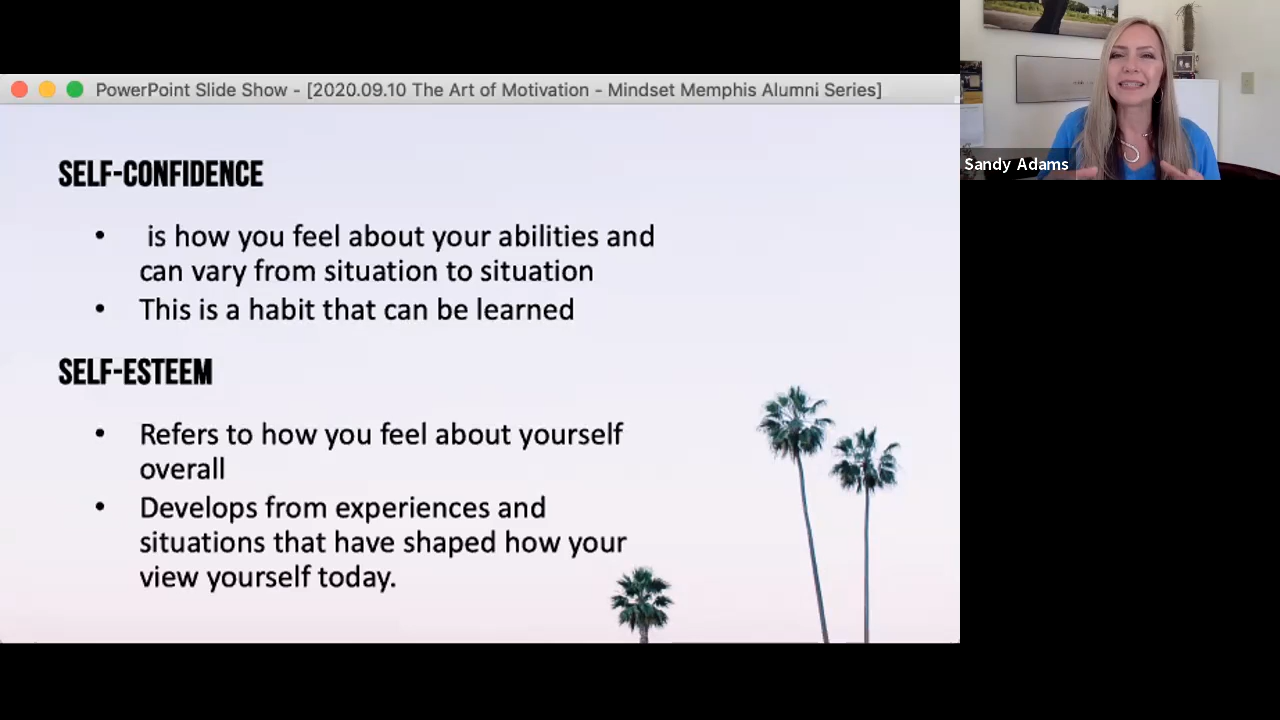 PowerPoint Slide Show - [2020.09.10 The Art of Motivation - Mindset Memphis Alumni Series]
Sandy Adams
SELF-CONFIDENCE
• is how you feel about your abilities and
can vary from situation to situation
• This is a habit that can be learned
SELF-ESTEEM
• Refers to how you feel about yourself
overall
• Develops from experiences and
situations that have shaped how your
view yourself today.